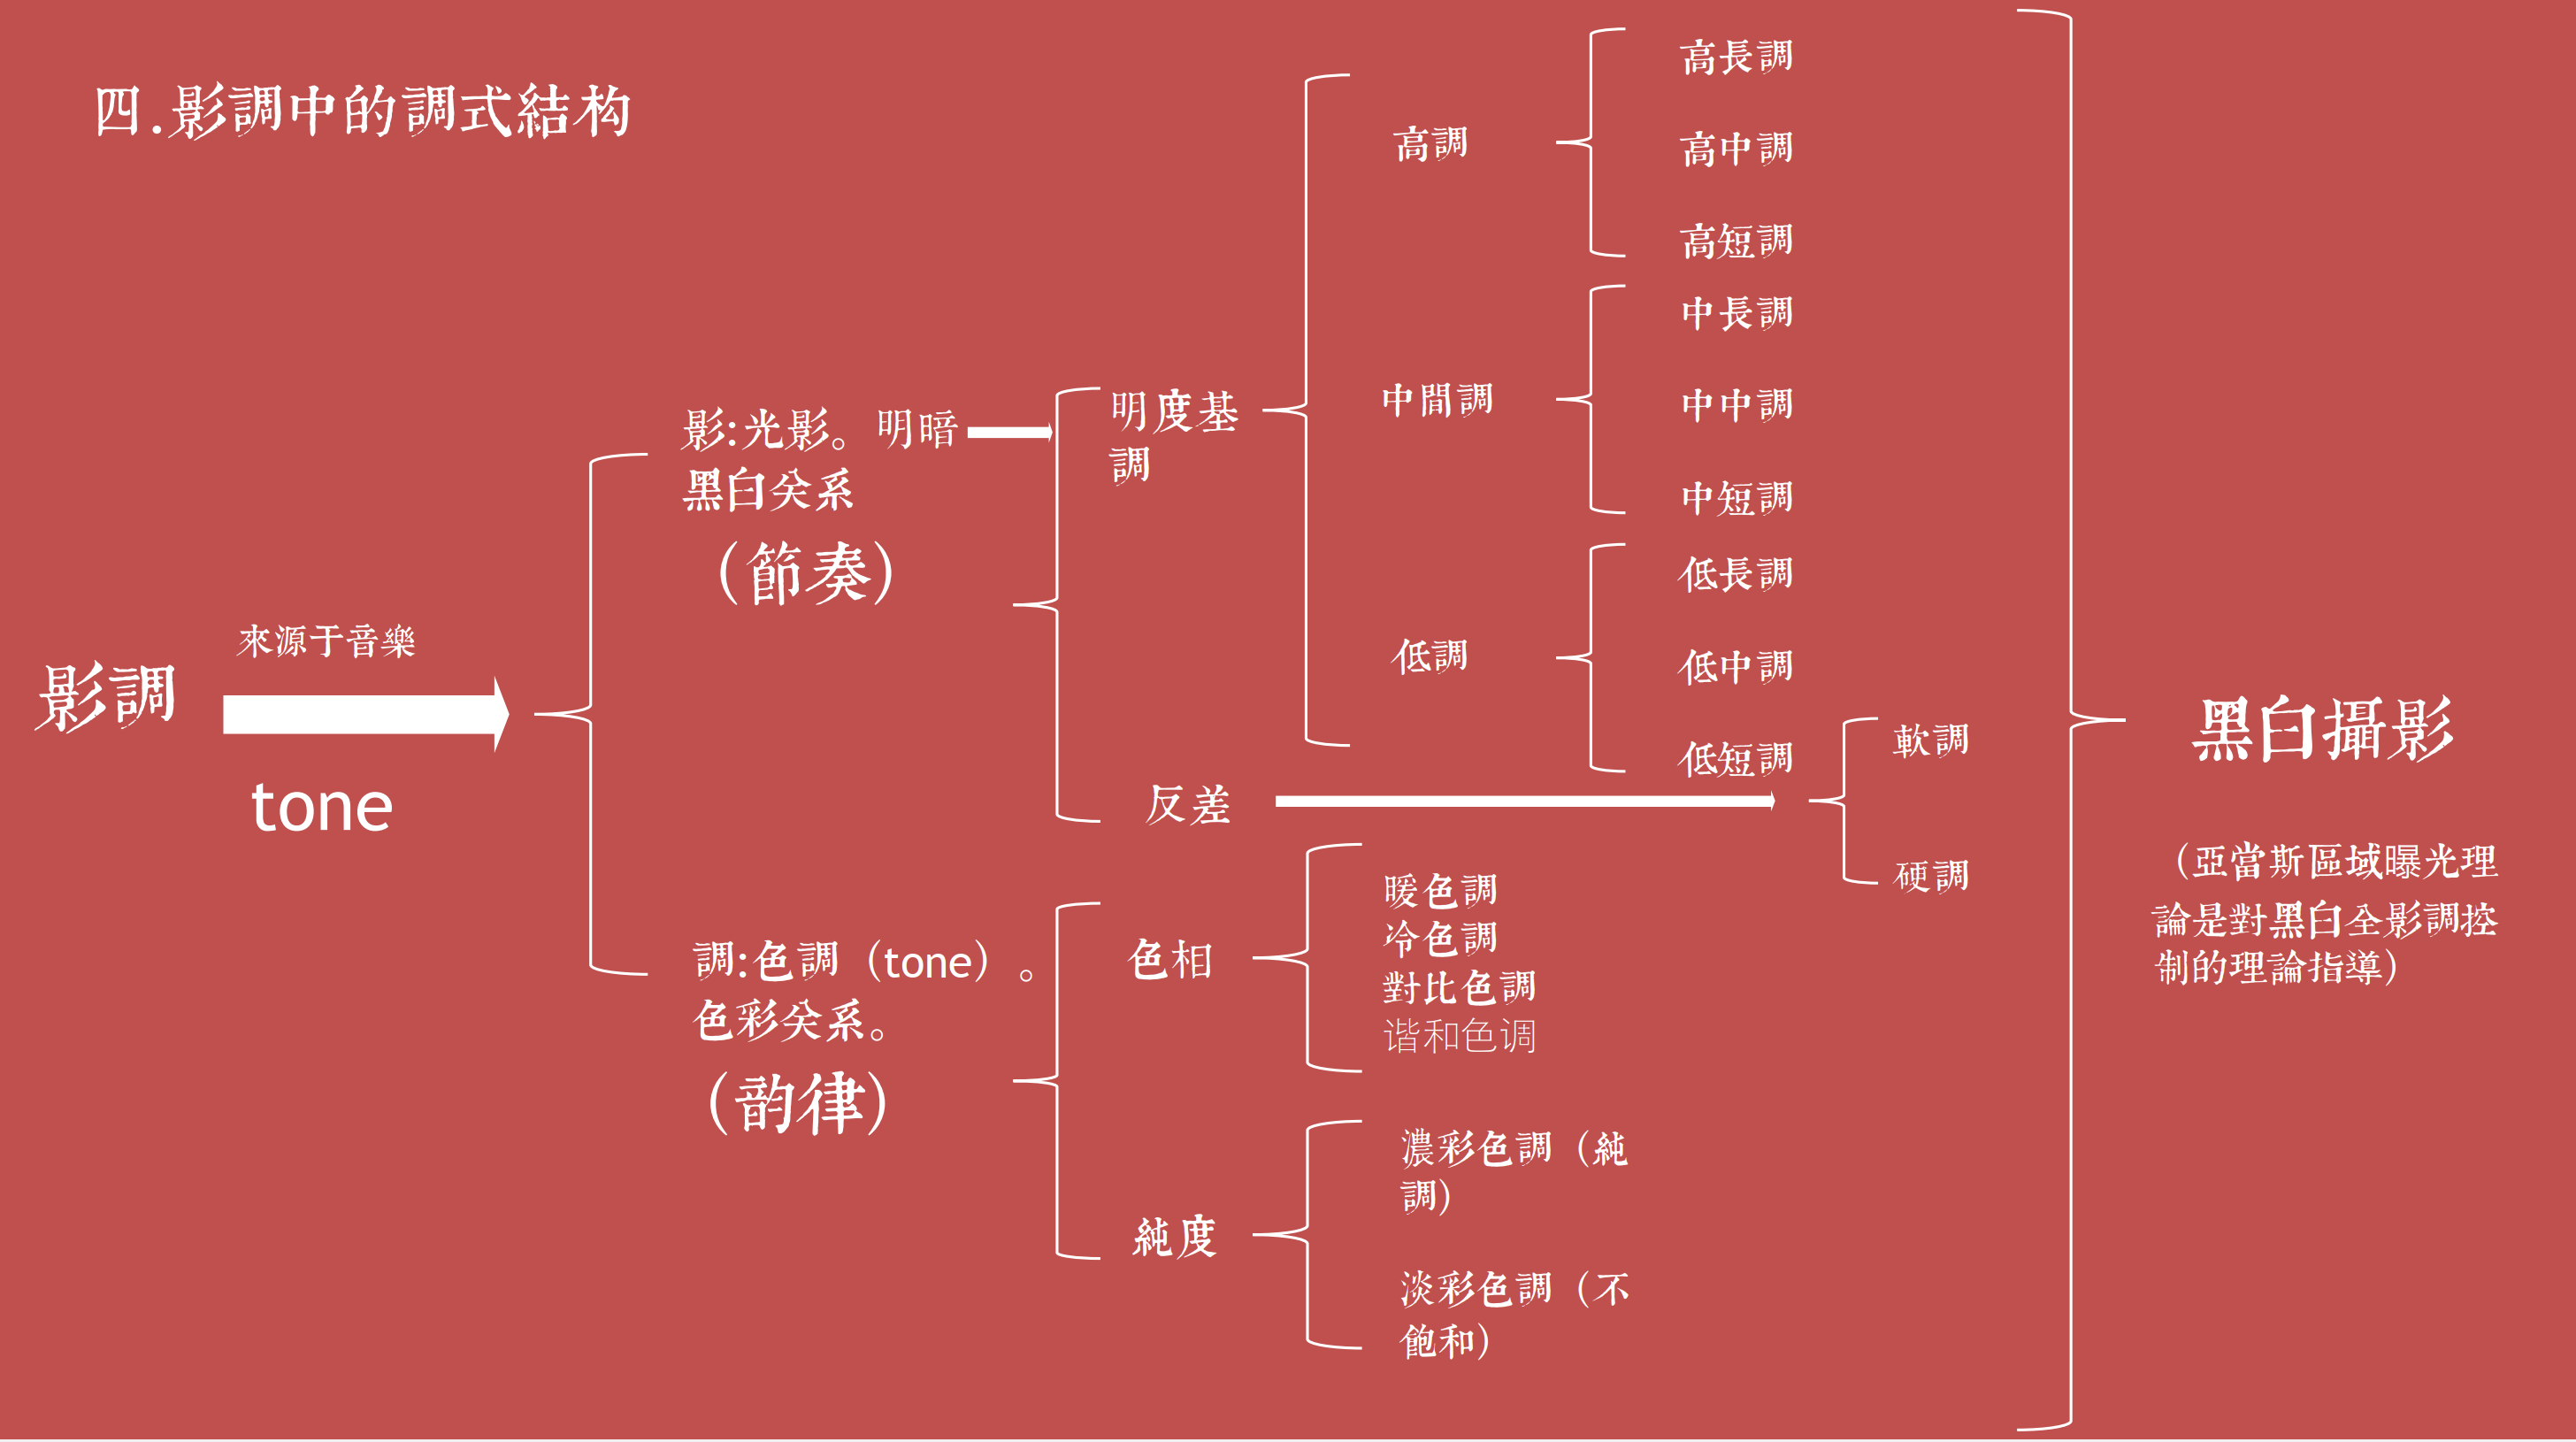 四.影調中的調式結构
影調
來源于音樂
tone
影:光影。明暗
黑白关系
（節奏）
調:色調（tone）。
色彩关系。
（韵律）
明度基
調
反差
色相
純度
高調
中間調
低調
高長調
高中調
高短調
中長調
中中調
中短調
低長調
低中調
低短調
軟調
硬調
暖色調
冷色調
對比色調
谐和色调
濃彩色調（純
調）
淡彩色調（不
飽和）
黑白攝影
（亞當斯區域曝光理
論是對黑白全影調控
制的理論指導）